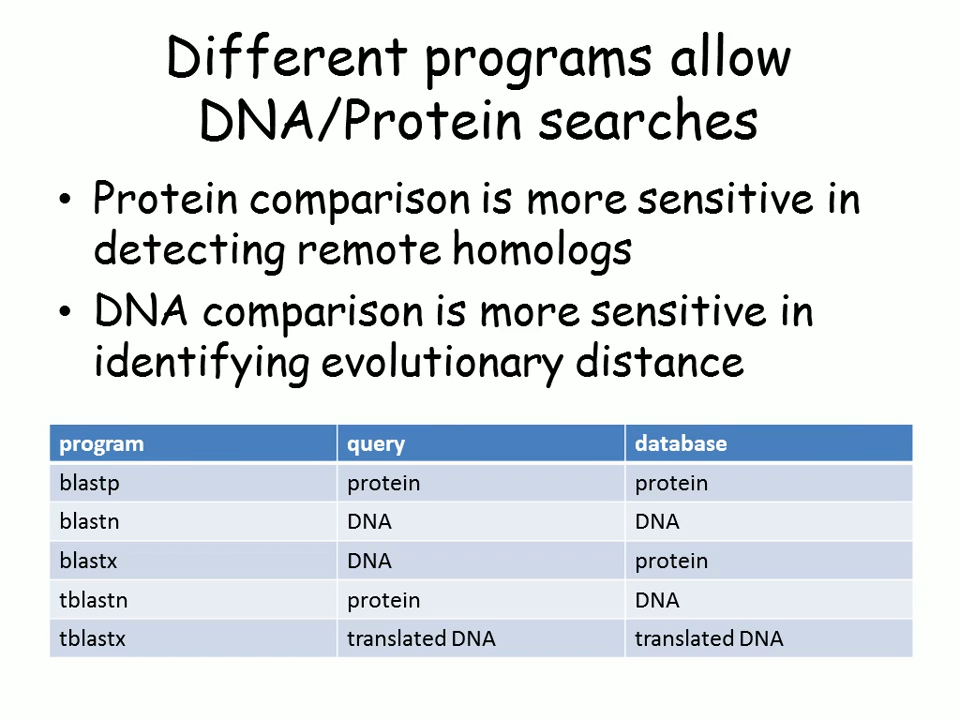 Different programs allow
DNA/Protein searches
• Protein comparison is more sensitive in
detecting remote homologs
• DNA comparison is more sensitive in
identifying evolutionary distance
program query database
blastp protein protein
blastn DNA DNA
blastx DNA protein
tblastn protein DNA
tblastx translated DNA translated DNA